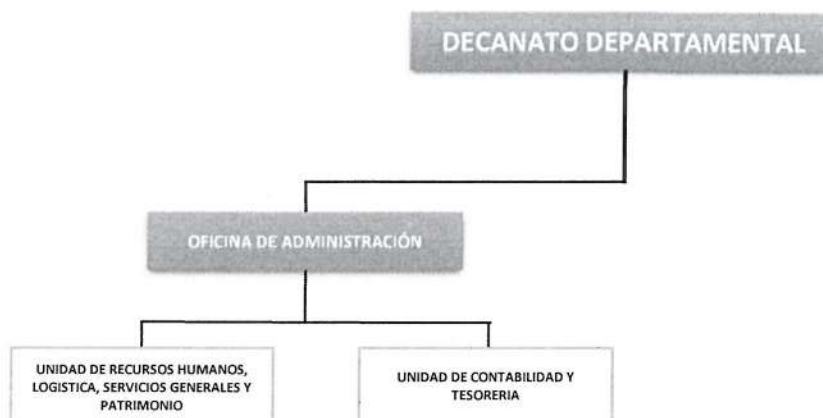 DECANATO DEPARTAMENTAL
OFICINA DE ADMINISTRACIÓN
UNIDAD DE RECURSOS HUMANOS,
LOGISTICA, SERVICIOS GENERALES Y
PATRIMONIO
UNIDAD DE CONTABILIDAD Y
TESORERIA